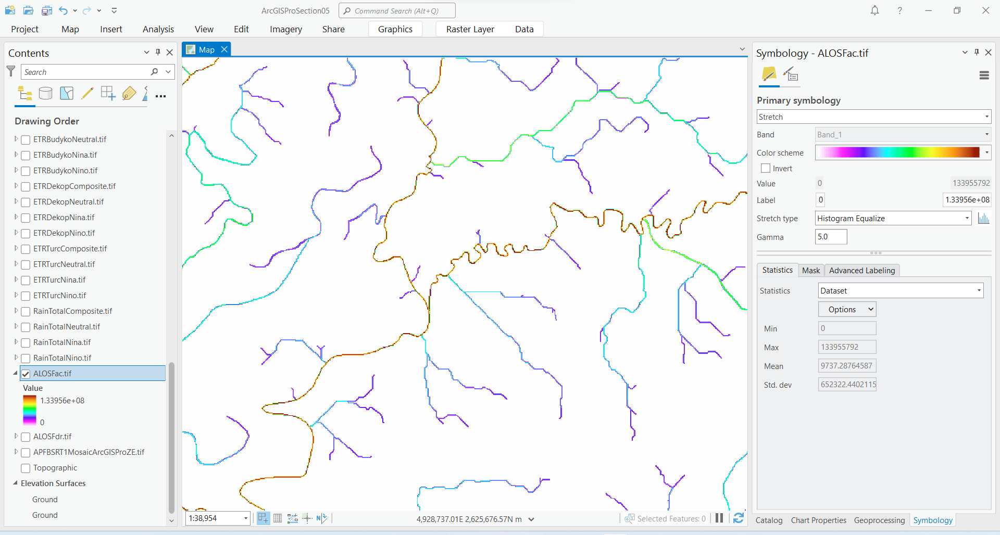 ArcGISProSection05
Command Search (Alt+Q)
?
Project Map Insert Analysis View Edit Imagery Share Graphics Raster Layer Data
Contents
Search
Drawing Order
ETRBudykoNeutral.tif
ETRBudykoNina.tif
ETRBudykoNino.tif
ETRDekopComposite.tif
ETRDekopNeutral.tif
ETRDekopNina.tif
ETRDekopNino.tif
ETRTurcComposite.tif
ETRTurcNeutral.tif
ETRTurcNina.tif
ETRTurcNino.tif
RainTotalComposite.tif
RainTotalNeutral.tif
RainTotalNina.tif
RainTotalNino.tif
ALOSFac.tif
Value
1.33956e+08
0
ALOSFdr.tif
APFBSRT1MosaicArcGISProZE.tif
Topographic
Elevation Surfaces
Ground
Ground
Map
1:38,954
N
4,928,737.01E 2,625,676.57N m
Selected Features: 0
Symbology - ALOSFac.tif
Primary symbology
Stretch
Band Band_1
Color scheme
Invert
Value 0 133955792
Label 0 1.33956e+08
Stretch type Histogram Equalize
Gamma 5.0
Statistics Mask Advanced Labeling
Statistics Dataset
Options
Min 0
Max 133955792
Mean 9737.28764587
Std. dev 652322.4402115
Catalog Chart Properties Geoprocessing Symbology